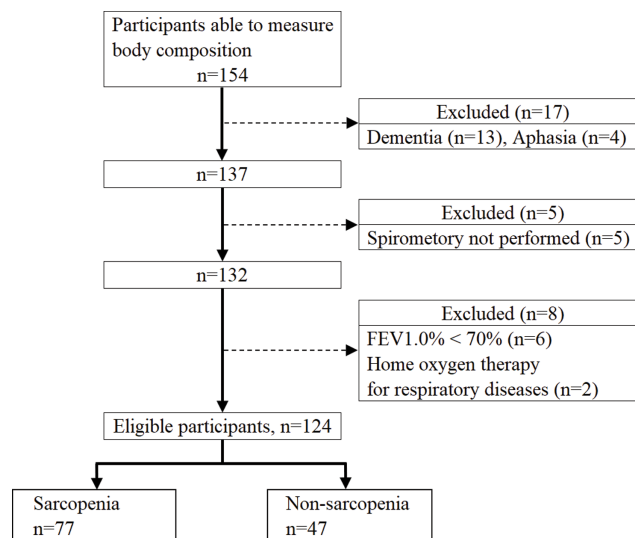 Participants able to measure
body composition
n=154
Excluded (n=17)
Dementia (n=13), Aphasia (n=4)
n=137
Excluded (n=5)
Spirometory not performed (n=5)
n=132
Excluded (n=8)
FEV1.0% < 70% (n=6)
Home oxygen therapy
for respiratory diseases (n=2)
Eligible participants, n=124
Sarcopenia
n=77
Non-sarcopenia
n=47